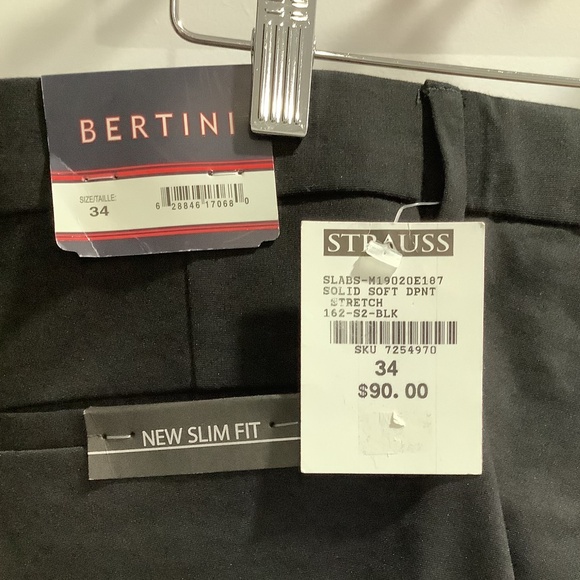 BERTINI
SIZE/TAILLE:
34
6 28846 17068 0
STRAUSS
SLABS-M19020E187
SOLID SOFT DPNT
STRETCH
162-S2-BLK
SKU 7254970
34
$90.00
NEW SLIM FIT